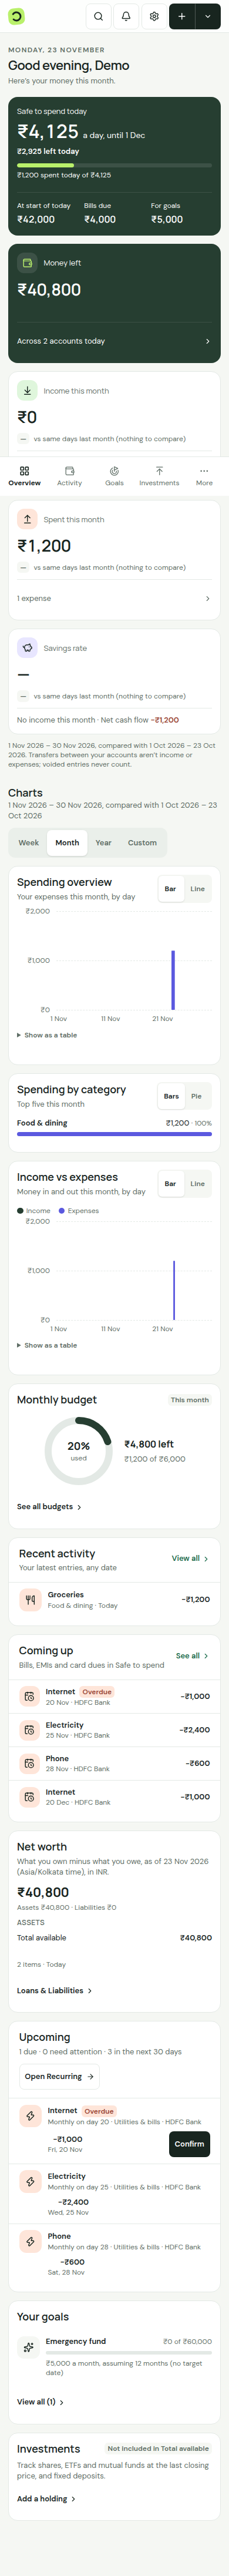 MONDAY, 23 NOVEMBER
Good evening, Demo
Here's your money this month.
Safe to spend today
₹4,125 a day, until 1 Dec
₹2,925 left today
₹1,200 spent today of ₹4,125
At start of today
Bills due
For goals
₹42,000
₹4,000
₹5,000
Money left
₹40,800
Across 2 accounts today
Income this month
₹0
— vs same days last month (nothing to compare)
Overview
Activity
Goals
Investments
More
Spent this month
₹1,200
— vs same days last month (nothing to compare)
1 expense
Savings rate
—
— vs same days last month (nothing to compare)
No income this month · Net cash flow -₹1,200
1 Nov 2026 – 30 Nov 2026, compared with 1 Oct 2026 – 23 Oct
2026. Transfers between your accounts aren't income or
expenses; voided entries never count.
Charts
1 Nov 2026 – 30 Nov 2026, compared with 1 Oct 2026 – 23
Oct 2026
Week
Month
Year
Custom
Spending overview
Bar
Line
Your expenses this month, by day
₹2,000
₹1,000
₹0
1 Nov
11 Nov
21 Nov
Show as a table
Spending by category
Bars
Pie
Top five this month
Food & dining
₹1,200 · 100%
Income vs expenses
Bar
Line
Money in and out this month, by day
Income
Expenses
₹2,000
₹1,000
₹0
1 Nov
11 Nov
21 Nov
Show as a table
Monthly budget
This month
20%
used
₹4,800 left
₹1,200 of ₹6,000
See all budgets
Recent activity
View all
Your latest entries, any date
Groceries
Food & dining · Today
-₹1,200
Coming up
See all
Bills, EMIs and card dues in Safe to spend
Internet Overdue
20 Nov · HDFC Bank
-₹1,000
Electricity
25 Nov · HDFC Bank
-₹2,400
Phone
28 Nov · HDFC Bank
-₹600
Internet
20 Dec · HDFC Bank
-₹1,000
Net worth
What you own minus what you owe, as of 23 Nov 2026
(Asia/Kolkata time), in INR.
₹40,800
Assets ₹40,800 · Liabilities ₹0
ASSETS
Total available
₹40,800
2 items · Today
Loans & Liabilities
Upcoming
1 due · 0 need attention · 3 in the next 30 days
Open Recurring
Internet Overdue
Monthly on day 20 · Utilities & bills · HDFC Bank
-₹1,000
Fri, 20 Nov
Confirm
Electricity
Monthly on day 25 · Utilities & bills · HDFC Bank
-₹2,400
Wed, 25 Nov
Phone
Monthly on day 28 · Utilities & bills · HDFC Bank
-₹600
Sat, 28 Nov
Your goals
Emergency fund
₹0 of ₹60,000
₹5,000 a month, assuming 12 months (no target
date)
View all (1)
Investments
Not included in Total available
Track shares, ETFs and mutual funds at the last closing
price, and fixed deposits.
Add a holding